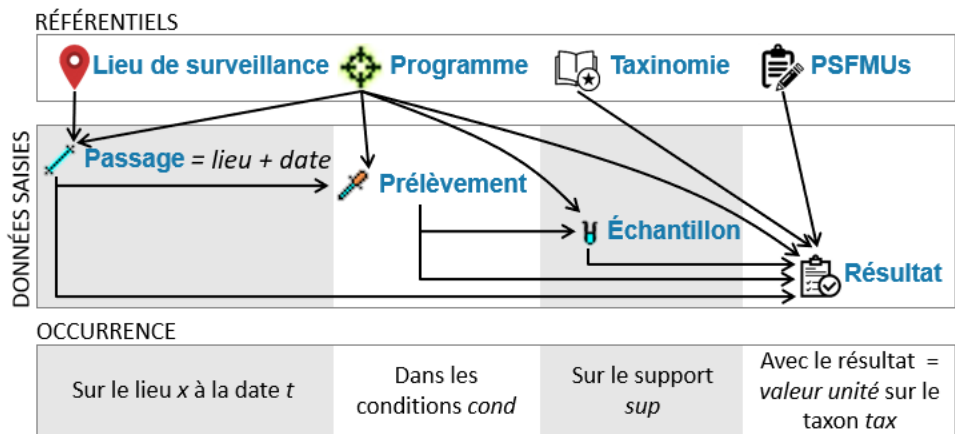 RÉFÉRENTIELS
Lieu de surveillance
Programme
Taxinomie
PSFMUs
DONNÉES SAISIES
Passage = lieu + date
Prélèvement
Échantillon
Résultat
OCCURRENCE
Sur le lieu x à la date t
Dans les
conditions cond
Sur le support
sup
Avec le résultat =
valeur unité sur le
taxon tax